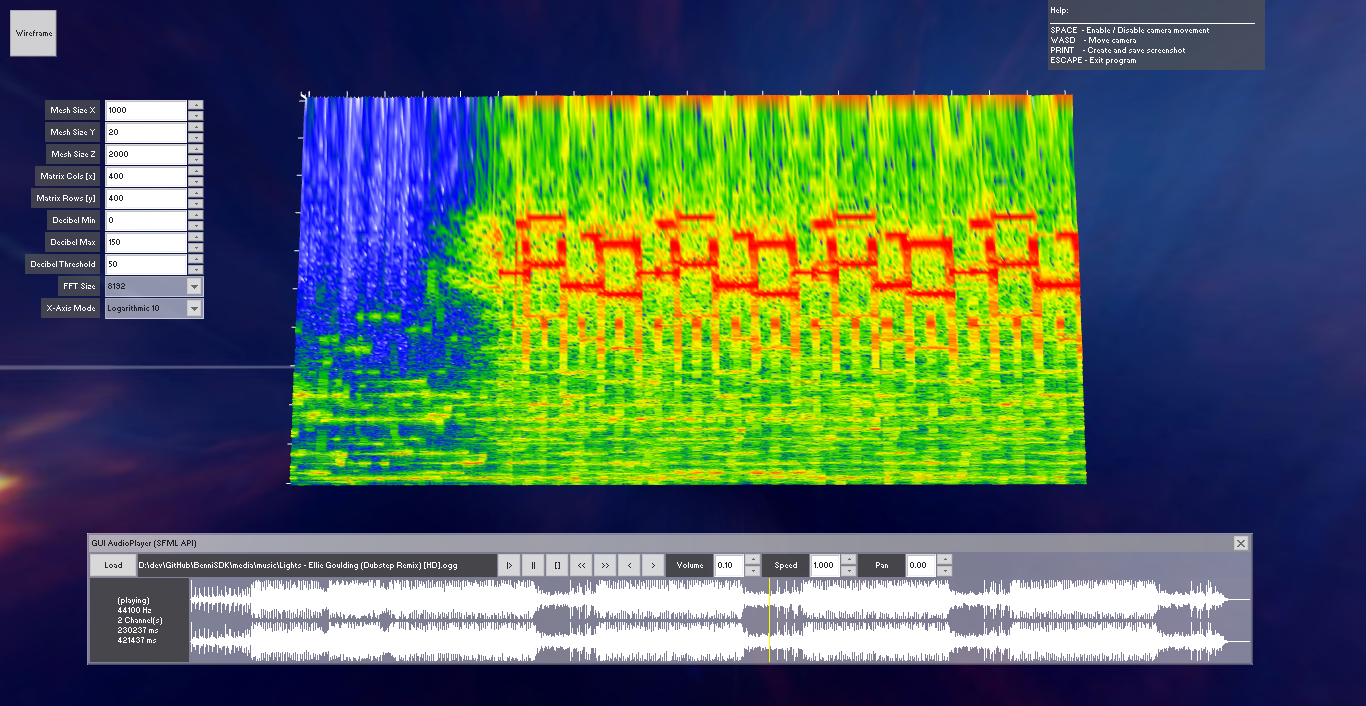 Wireframe
Help:
SPACE - Enable / Disable camera movement
WASD - Move camera
PRINT - Create and save screenshot
ESCAPE - Exit program
Mesh Size X 1000
Mesh Size Y 20
Mesh Size Z 2000
Matrix Cols [x] 400
Matrix Rows [y] 400
Decibel Min 0
Decibel Max 150
Decibel Threshold 50
FFT Size 8192
X-Axis Mode Logarithmic 10
GUI AudioPlayer (SFML API)
Load D:\dev\GitHub\BenniSDK\media\music\Lights - Ellie Goulding (Dubstep Remix) [HD].ogg |> || [] << >> < > Volume 0.10 Speed 1.000 Pan 0.00
(playing)
44100 Hz
2 Channel(s)
230237 ms
421437 ms